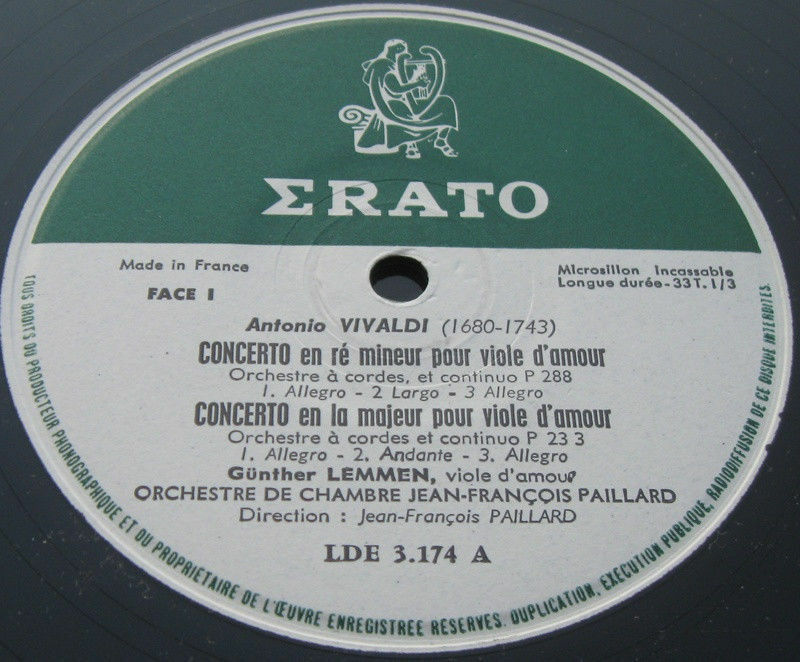 ΣRATO
Made in France
Microsillon Incassable
FACE I
Longue durée-33T.1/3
Antonio VIVALDI (1680-1743)
CONCERTO en ré mineur pour viole d'amour
Orchestre à cordes, et continuo P 288
1. Allegro - 2 Largo - 3 Allegro
CONCERTO en la majeur pour viole d'amour
Orchestre à cordes et continuo P 23 3
1. Allegro - 2. Andante - 3. Allegro
Günther LEMMEN, viole d'amour
ORCHESTRE DE CHAMBRE JEAN-FRANÇOIS PAILLARD
Direction : Jean-François PAILLARD
LDE 3.174 A
TOUS DROITS DU PRODUCTEUR PHONOGRAPHIQUE ET DU PROPRIETAIRE DE L'ŒUVRE ENREGISTREE RESERVES. DUPLICATION, EXECUTION PUBLIQUE, RADIODIFFUSION DE CE DISQUE INTERDITES.